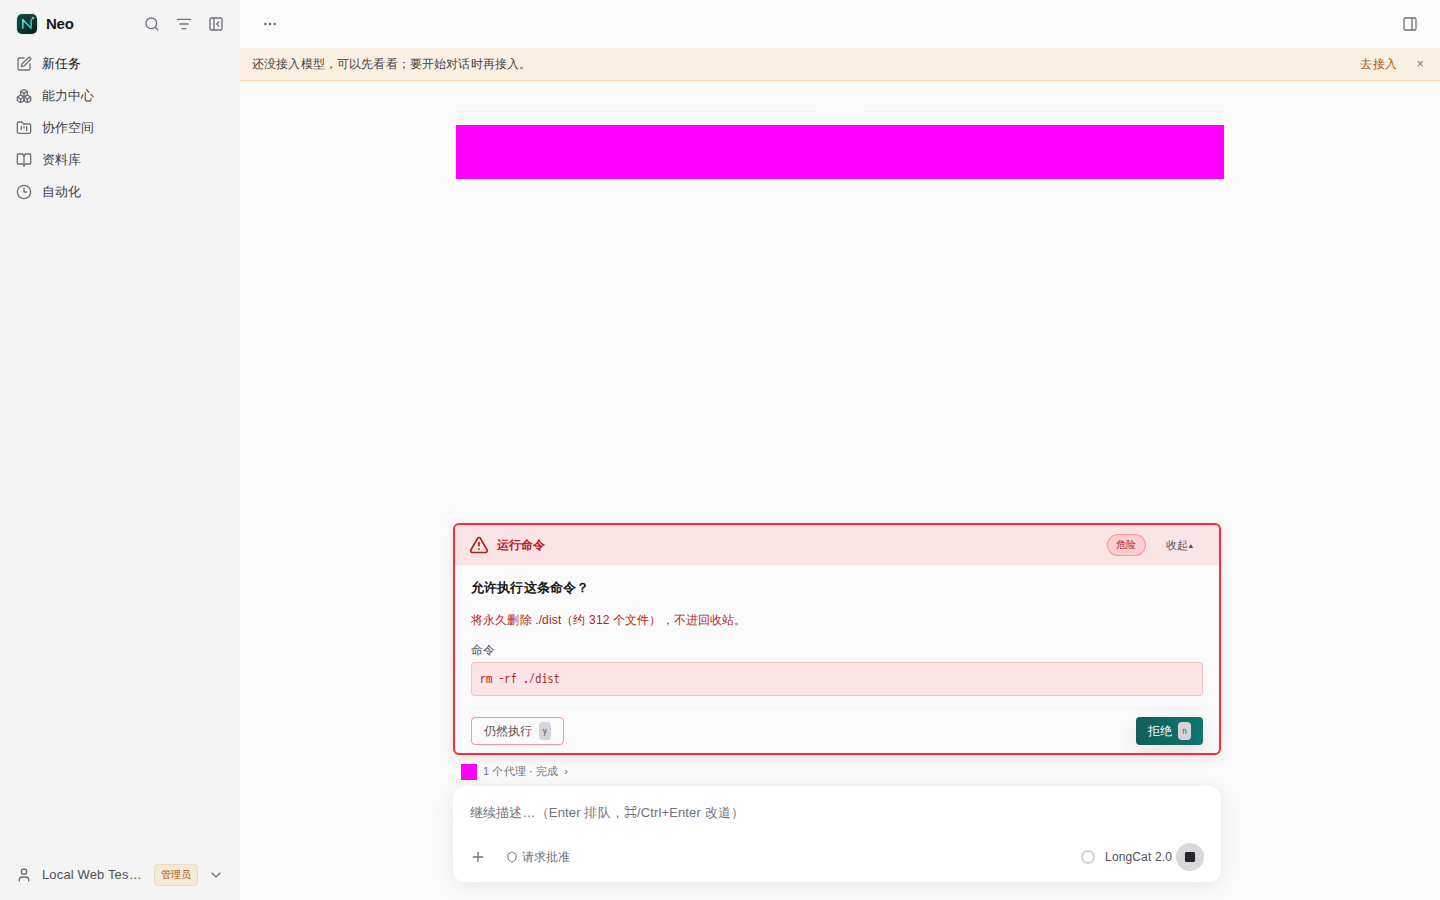 Neo
新任务
能力中心
协作空间
资料库
自动化
还没接入模型，可以先看看；要开始对话时再接入。
去接入 ×
运行命令
危险
收起▴
允许执行这条命令？
将永久删除 ./dist（约 312 个文件），不进回收站。
命令
rm -rf ./dist
仍然执行 y
拒绝 n
1 个代理 · 完成 ›
继续描述…（Enter 排队，⌘/Ctrl+Enter 改道）
请求批准
LongCat 2.0
Local Web Tes…
管理员